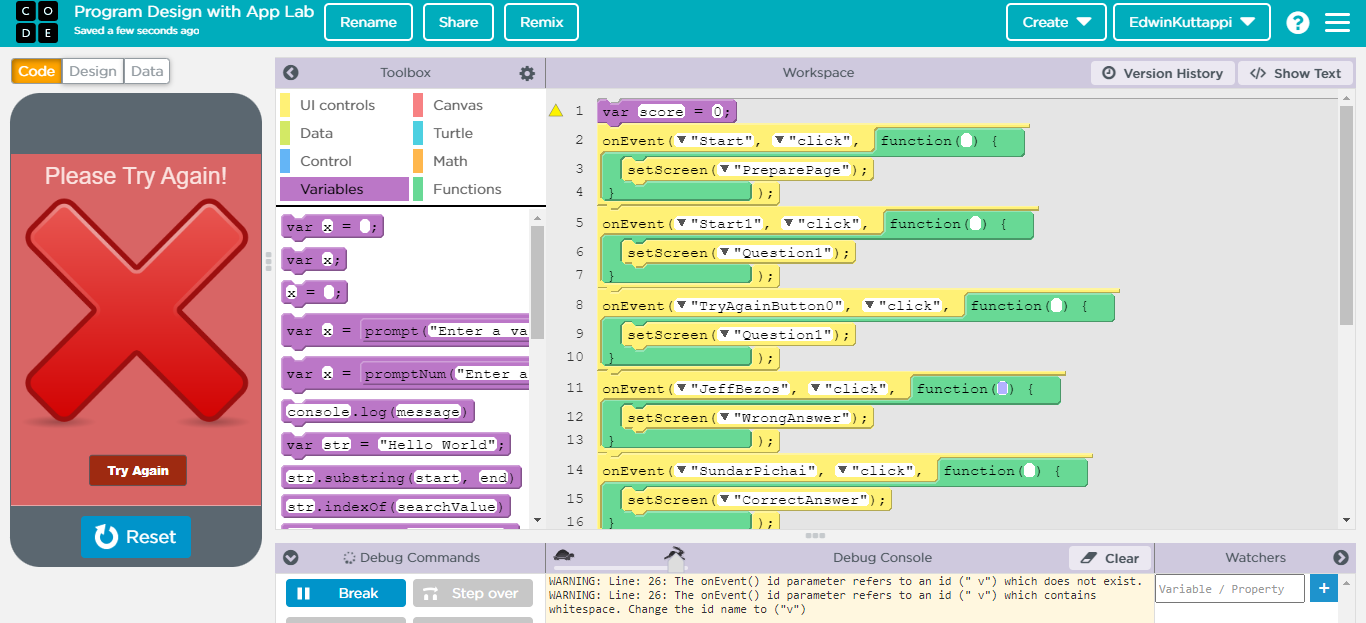 C O D E
Program Design with App Lab
Saved a few seconds ago
Rename
Share
Remix
Create
EdwinKuttappi
?
Code
Design
Data
Please Try Again!
Try Again
Reset
Toolbox
UI controls
Canvas
Data
Turtle
Control
Math
Variables
Functions
var x = ;
var x;
x = ;
var x = prompt("Enter a va
var x = promptNum("Enter a
console.log(message)
var str = "Hello World";
str.substring(start, end)
str.indexOf(searchValue)
Workspace
Version History
</> Show Text
1 var score = 0;
2 onEvent(▼"Start", ▼"click", function() {
3 setScreen(▼"PreparePage");
4 } );
5 onEvent(▼"Start1", ▼"click", function() {
6 setScreen(▼"Question1");
7 } );
8 onEvent(▼"TryAgainButton0", ▼"click", function() {
9 setScreen(▼"Question1");
10 } );
11 onEvent(▼"JeffBezos", ▼"click", function() {
12 setScreen(▼"WrongAnswer");
13 } );
14 onEvent(▼"SundarPichai", ▼"click", function() {
15 setScreen(▼"CorrectAnswer");
16 } );
Debug Commands
Break
Step over
Debug Console
Clear
WARNING: Line: 26: The onEvent() id parameter refers to an id (" v") which does not exist.
WARNING: Line: 26: The onEvent() id parameter refers to an id (" v") which contains
whitespace. Change the id name to ("v")
Watchers
Variable / Property
+